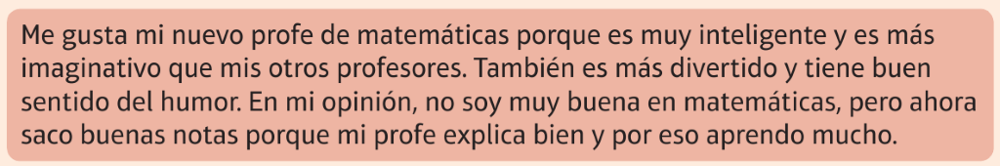 Me gusta mi nuevo profe de matemáticas porque es muy inteligente y es más
imaginativo que mis otros profesores. También es más divertido y tiene buen
sentido del humor. En mi opinión, no soy muy buena en matemáticas, pero ahora
saco buenas notas porque mi profe explica bien y por eso aprendo mucho.